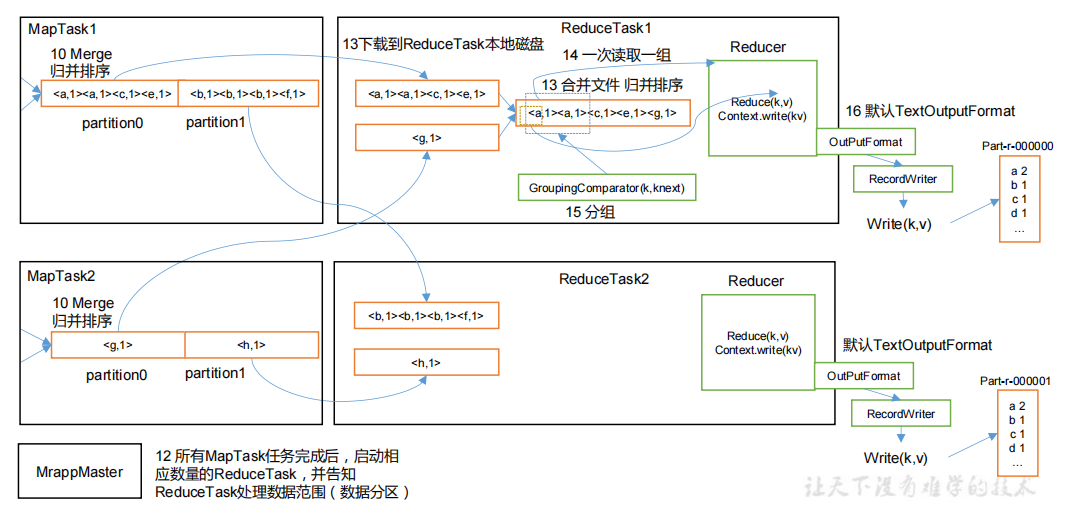 MapTask1
10 Merge
归并排序
<a,1><a,1><c,1><e,1>
<b,1><b,1><b,1><f,1>
partition0
partition1
ReduceTask1
13下载到ReduceTask本地磁盘
14 一次读取一组
Reducer
13 合并文件 归并排序
<a,1><a,1><c,1><e,1>
<a,1><a,1><c,1><e,1><g,1>
<g,1>
Reduce(k,v)
Context.write(kv)
GroupingComparator(k,knext)
15 分组
16 默认TextOutputFormat
OutPutFormat
RecordWriter
Write(k,v)
Part-r-000000
a 2
b 1
c 1
d 1
...
MapTask2
10 Merge
归并排序
<g,1>
<h,1>
partition0
partition1
ReduceTask2
Reducer
<b,1><b,1><b,1><f,1>
<h,1>
Reduce(k,v)
Context.write(kv)
默认TextOutputFormat
OutPutFormat
RecordWriter
Write(k,v)
Part-r-000001
a 2
b 1
c 1
d 1
...
MrappMaster
12 所有MapTask任务完成后，启动相
应数量的ReduceTask，并告知
ReduceTask处理数据范围（数据分区）
让天下没有难学的技术